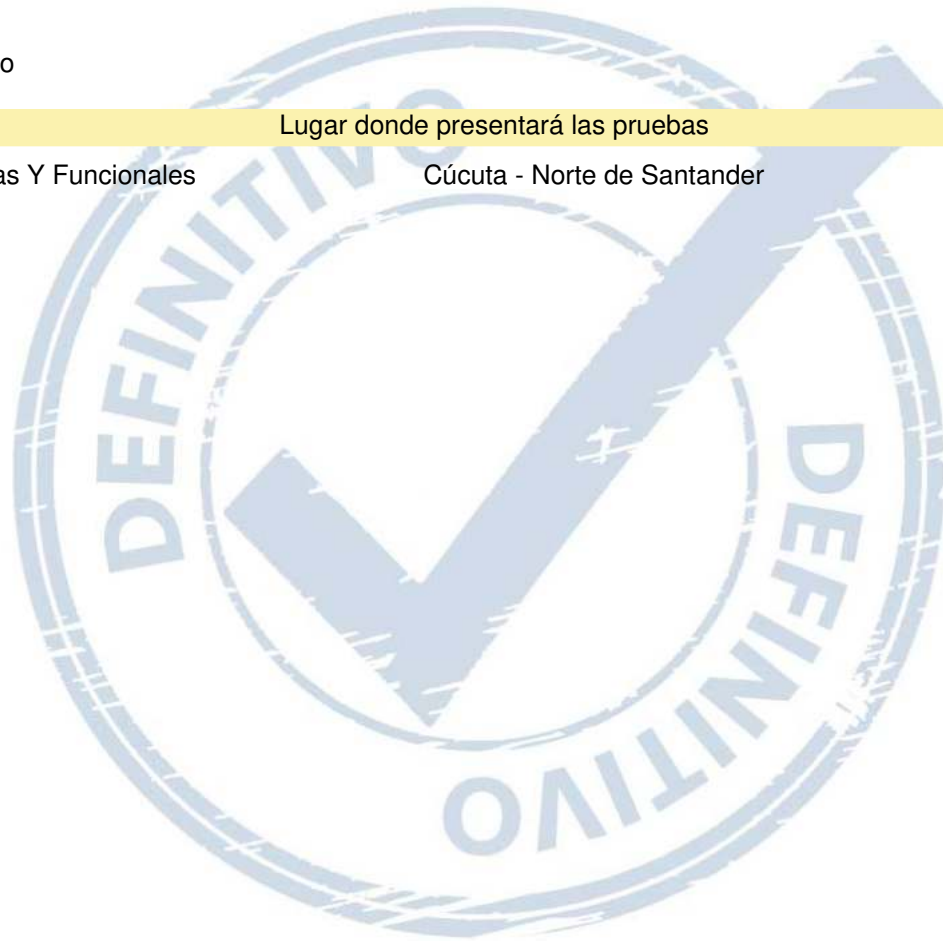 o
Lugar donde presentará las pruebas
as Y Funcionales Cúcuta - Norte de Santander
DEFINITIVO
DEFINITIVO